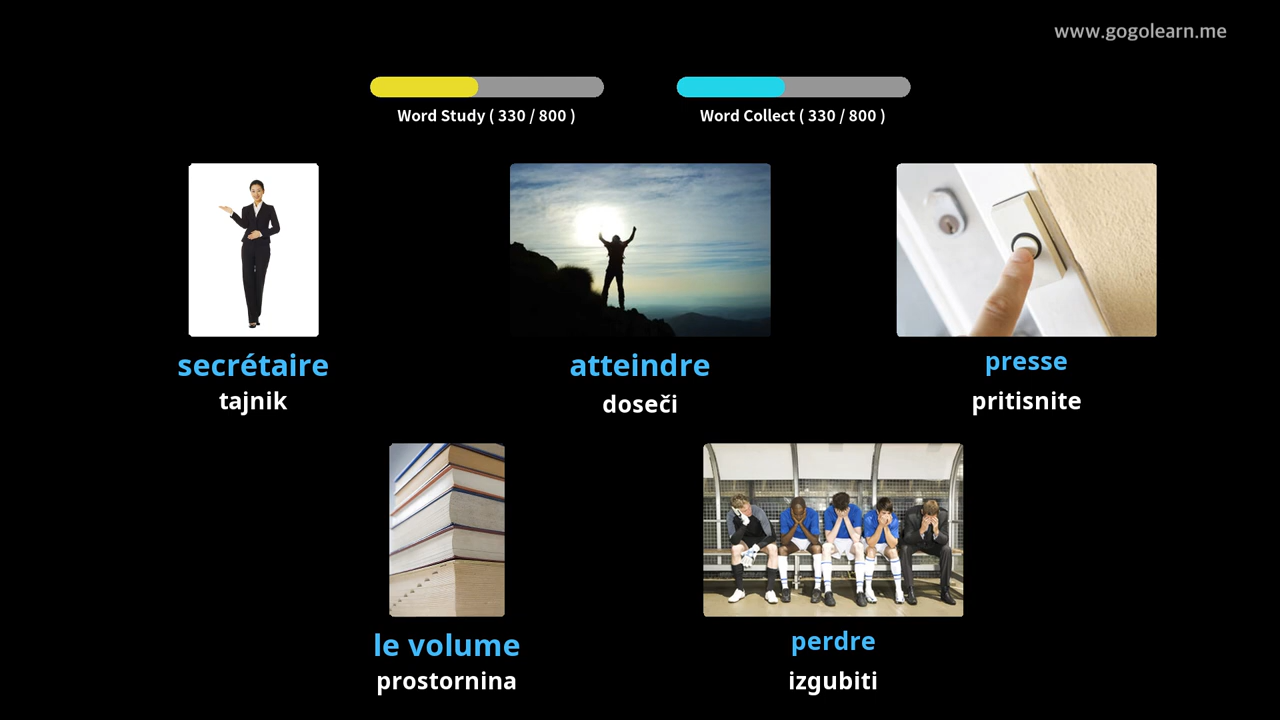 www.gogolearn.me
Word Study ( 330 / 800 )
Word Collect ( 330 / 800 )
secrétaire
tajnik
atteindre
doseči
presse
pritisnite
le volume
prostornina
perdre
izgubiti